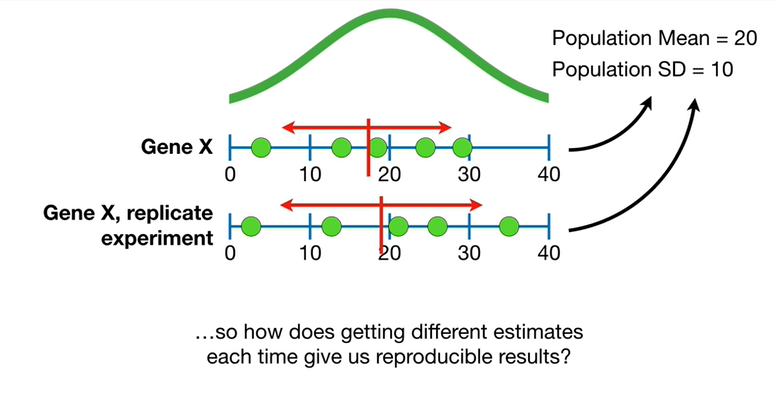 Population Mean = 20
Population SD = 10
Gene X
0 10 20 30 40
Gene X, replicate
experiment
0 10 20 30 40
…so how does getting different estimates
each time give us reproducible results?